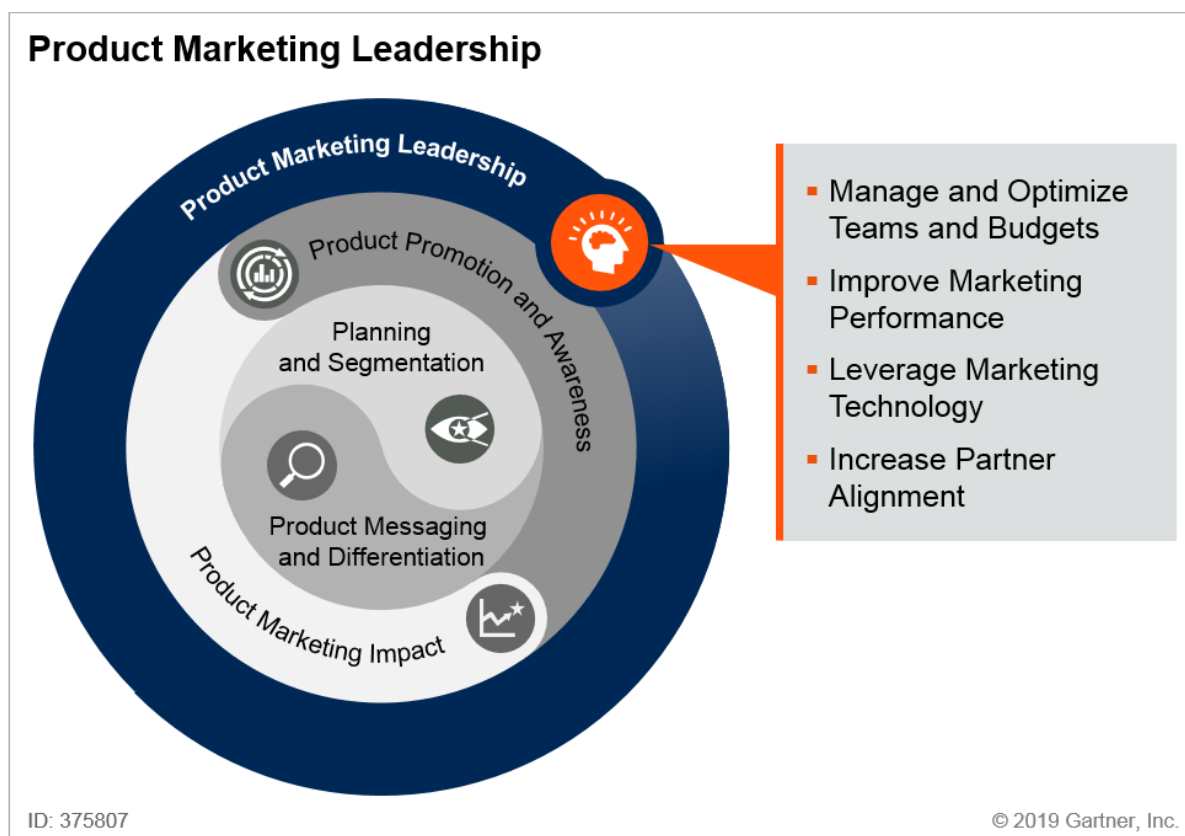 Product Marketing Leadership
Product Marketing Leadership
Product Promotion and Awareness
Planning
and Segmentation
Product Messaging
and Differentiation
Product Marketing Impact
▪ Manage and Optimize
Teams and Budgets
▪ Improve Marketing
Performance
▪ Leverage Marketing
Technology
▪ Increase Partner
Alignment
ID: 375807
© 2019 Gartner, Inc.